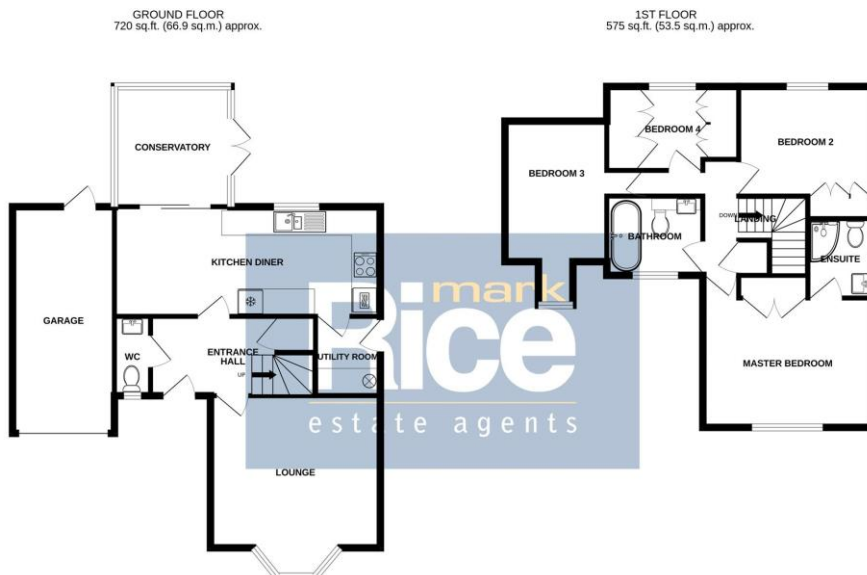 GROUND FLOOR
720 sq.ft. (66.9 sq.m.) approx.
CONSERVATORY
KITCHEN DINER
GARAGE
WC
ENTRANCE
HALL
UP
UTILITY ROOM
LOUNGE
1ST FLOOR
575 sq.ft. (53.5 sq.m.) approx.
BEDROOM 4
BEDROOM 2
BEDROOM 3
BATHROOM
DOWN
LANDING
ENSUITE
MASTER BEDROOM
mark
Rice
estate agents